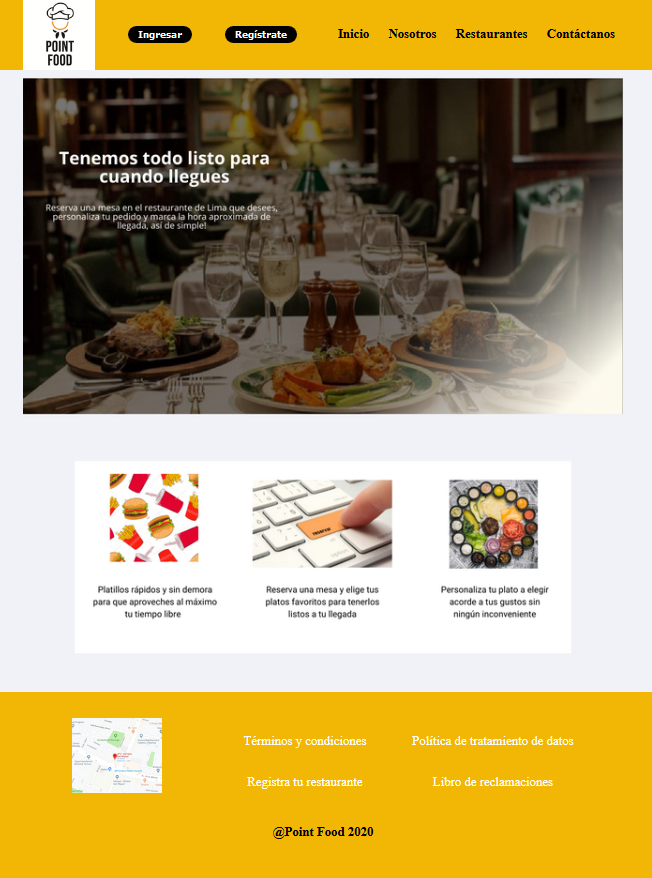 POINT
FOOD
Ingresar
Regístrate
Inicio
Nosotros
Restaurantes
Contáctanos
Tenemos todo listo para
cuando llegues
Reserva una mesa en el restaurante de Lima que desees,
personaliza tu pedido y marca la hora aproximada de
llegada, así de simple!
reserve
Platillos rápidos y sin demora
para que aproveches al máximo
tu tiempo libre
Reserva una mesa y elige tus
platos favoritos para tenerlos
listos a tu llegada
Personaliza tu plato a elegir
acorde a tus gustos sin
ningún inconveniente
Términos y condiciones
Política de tratamiento de datos
Registra tu restaurante
Libro de reclamaciones
@Point Food 2020